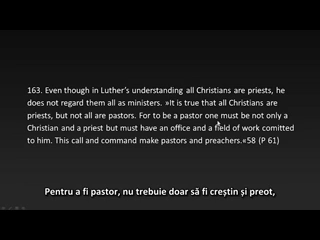 163. Even though in Luther's understanding all Christians are priests, he
does not regard them all as ministers. »It is true that all Christians are
priests, but not all are pastors. For to be a pastor one must be not only a
Christian and a priest but must have an office and a field of work comitted
to him. This call and command make pastors and preachers.«58 (P 61)
Pentru a fi pastor, nu trebuie doar să fi creștin și preot,